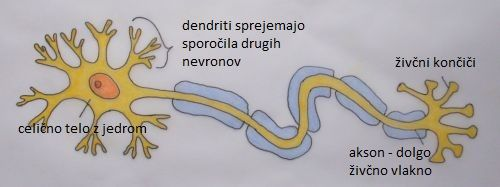 dendriti sprejemajo
sporočila drugih
nevronov
živčni končiči
celično telo z jedrom
akson - dolgo
živčno vlakno